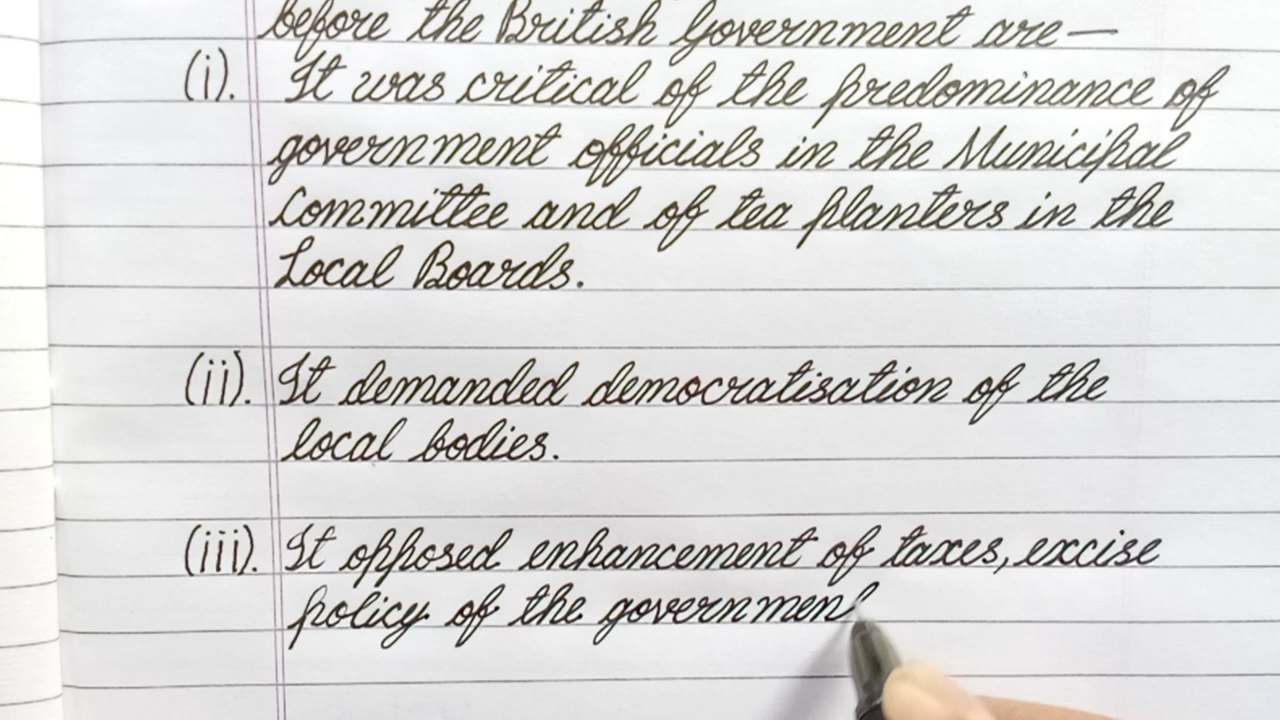 before the British Government are—
(i). It was critical of the predominance of
government officials in the Municipal
Committee and of tea planters in the
Local Boards.
(ii). It demanded democratisation of the
local bodies.
(iii). It opposed enhancement of taxes, excise
policy of the governmen